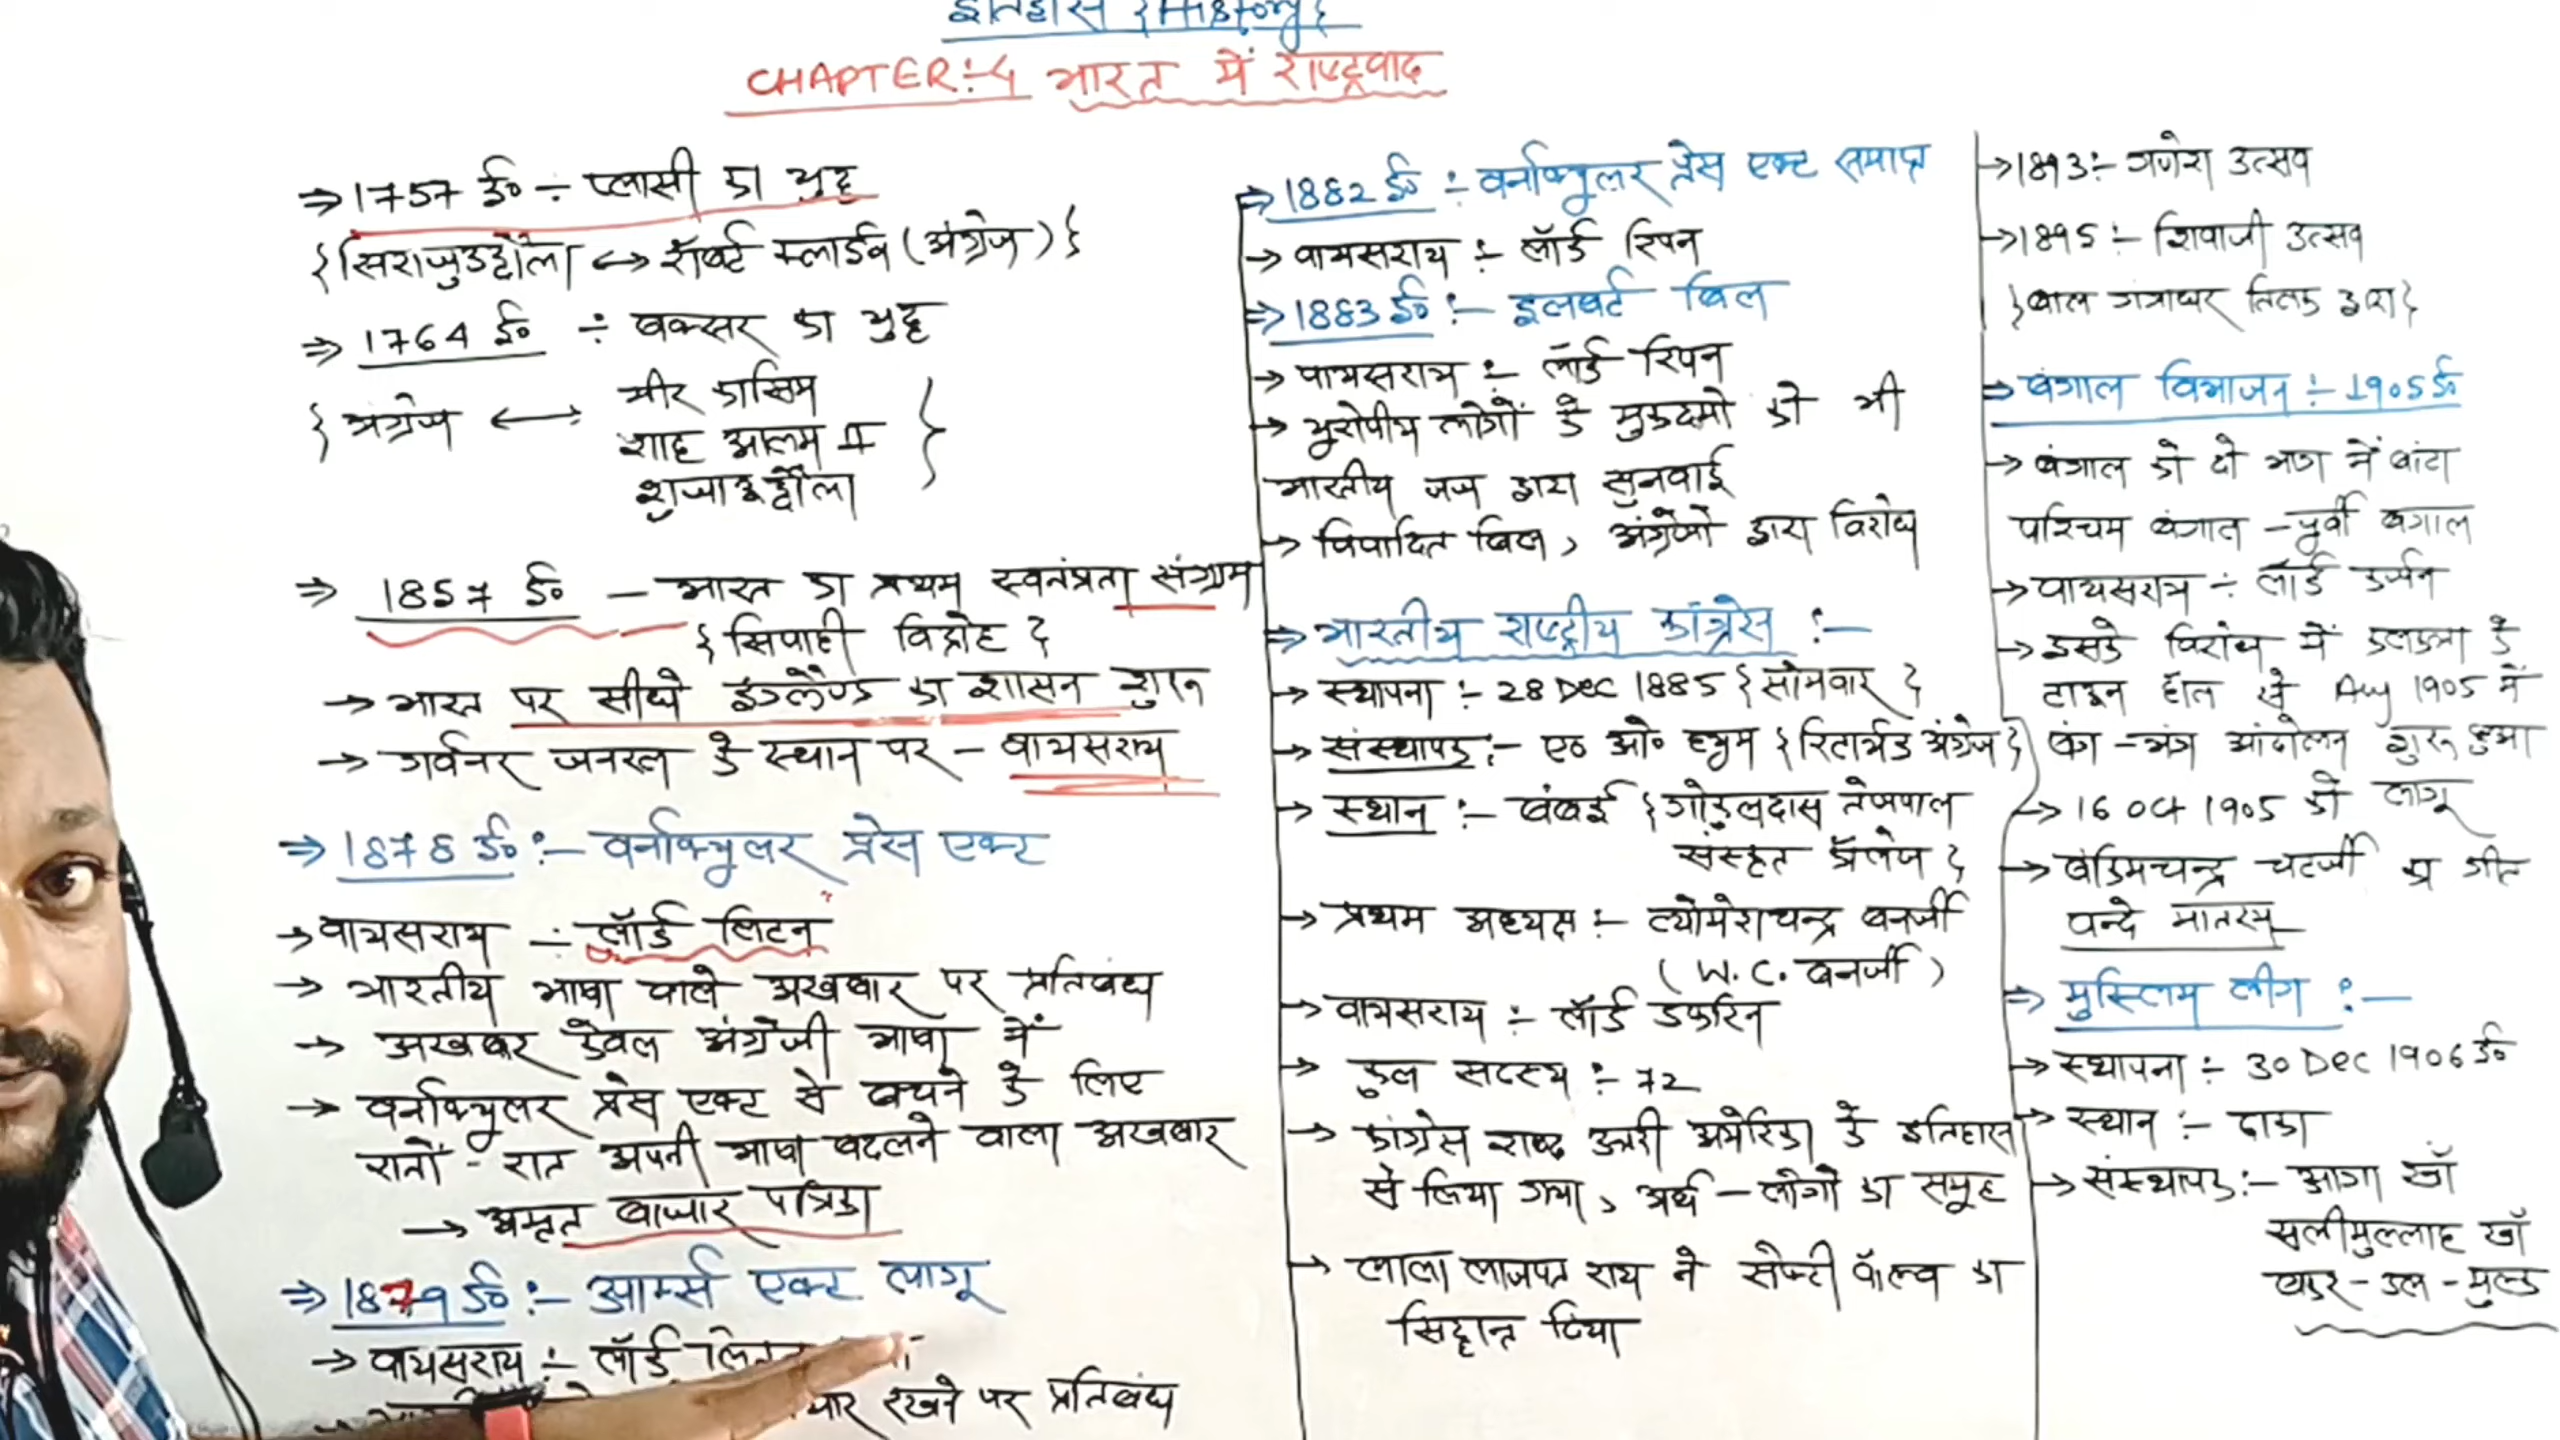 इतिहास {History}
CHAPTER:-4 भारत में राष्ट्रवाद
⇒ 1757 ई० ÷ प्लासी का युद्ध
{सिराजुउद्दौला ↔ रॉबर्ट क्लाईव (अंग्रेज)}
⇒ 1764 ई० ÷ बक्सर का युद्ध
{अंग्रेज ↔ मीर कासिम
शाह आलम II
शुजाऊद्दौला}
⇒ 1857 ई० – भारत का प्रथम स्वतंत्रता संग्राम
{सिपाही विद्रोह}
→ भारत पर सीधे इंग्लैण्ड का शासन शुरू
→ गर्वनर जनरल के स्थान पर – वायसराय
⇒ 1878 ई० :– वर्नाक्यूलर प्रेस एक्ट
→ वायसराय ÷ लॉर्ड लिटन
→ भारतीय भाषा वाले अखबार पर प्रतिबंध
→ अखबार केवल अंग्रेजी भाषा में
→ वर्नाक्यूलर प्रेस एक्ट से बचने के लिए
रातों-रात अपनी भाषा बदलने वाला अखबार
→ अमृत बाजार पत्रिका
⇒ 1879 ई० :– आर्म्स एक्ट लागू
→ वायसराय :– लॉर्ड लिटन
रखने पर प्रतिबंध
⇒ 1882 ई० :– वर्नाक्यूलर प्रेस एक्ट समाप्त
→ वायसराय :– लॉर्ड रिपन
⇒ 1883 ई० :– इलबर्ट बिल
→ वायसराय :– लॉर्ड रिपन
→ यूरोपीय लोगों के मुकदमो को भी
भारतीय जज द्वारा सुनवाई
→ विवादित बिल, अंग्रेजो द्वारा विरोध
⇒ भारतीय राष्ट्रीय कांग्रेस :–
→ स्थापना :– 28 Dec 1885 {सोमवार}
→ संस्थापक :– ए० ओ० ह्यूम {रिटार्यड अंग्रेज}
→ स्थान :– बंबई {गोकुलदास तेजपाल
संस्कृत कॉलेज}
→ प्रथम अध्यक्ष :– व्योमेशचन्द्र बनर्जी
(W.C. बनर्जी)
→ वायसराय :– लॉर्ड डफरिन
→ कुल सदस्य :– 72
→ कांग्रेस शब्द उत्तरी अमेरिका के इतिहास
से लिया गया, अर्थ – लोगो का समूह
→ लाला लाजपत राय ने सेफ्टी वॉल्व का
सिद्धान्त दिया
→ 1893 :– गणेश उत्सव
→ 1895 :– शिवाजी उत्सव
{बाल गंगाधर तिलक द्वारा}
⇒ बंगाल विभाजन :– 1905 ई०
→ बंगाल को दो भाग में बांटा
पश्चिम बंगाल – पूर्वी बंगाल
→ वायसराय ÷ लॉर्ड कर्जन
→ इसके विरोध में कलकत्ता के
टाऊन हॉल से Aug 1905 में
बंग – भंग आंदोलन शुरू हुआ
→ 16 Oct 1905 को लागू
→ बंकिमचन्द्र चटर्जी का गीत
वन्दे मातरम्
⇒ मुस्लिम लीग :–
→ स्थापना :– 30 Dec 1906 ई०
→ स्थान :– ढाका
→ संस्थापक :– आगा खाँ
सलीमुल्लाह खाँ
वकार – उल – मुल्क